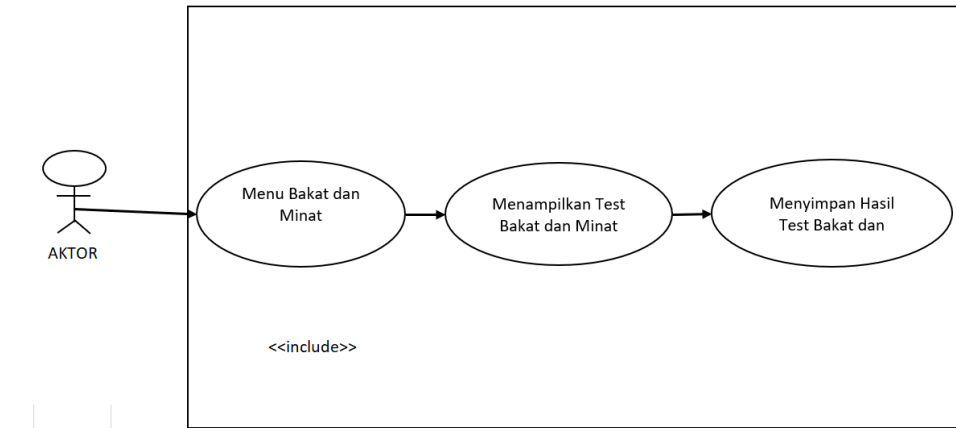 AKTOR
Menu Bakat dan
Minat
Menampilkan Test
Bakat dan Minat
Menyimpan Hasil
Test Bakat dan
<<include>>